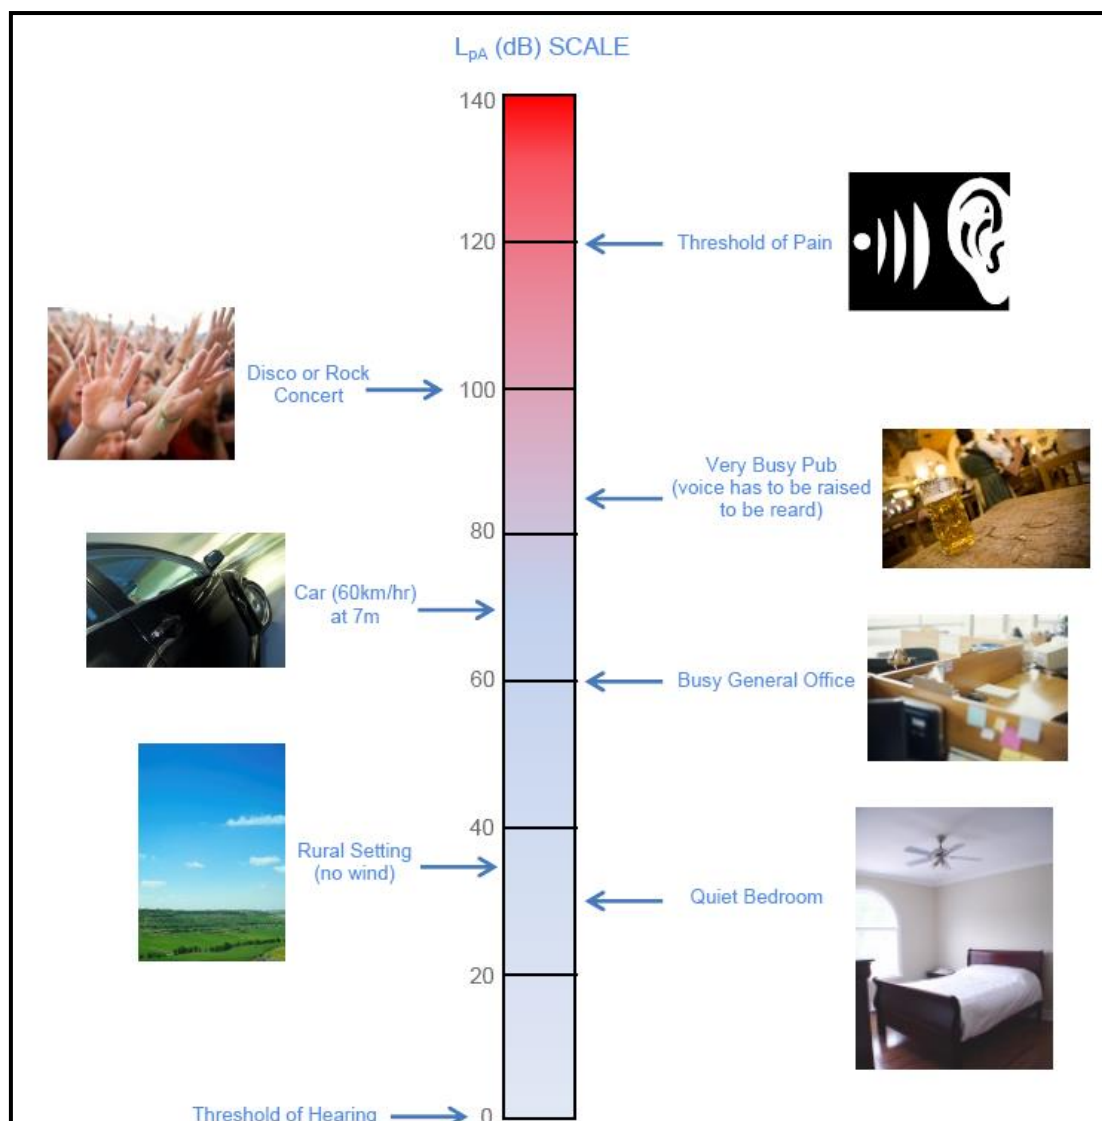 LpA (dB) SCALE
140
120
Threshold of Pain
Disco or Rock
Concert
100
Very Busy Pub
(voice has to be raised
to be reard)
80
Car (60km/hr)
at 7m
60
Busy General Office
40
Rural Setting
(no wind)
Quiet Bedroom
20
Threshold of Hearing
0